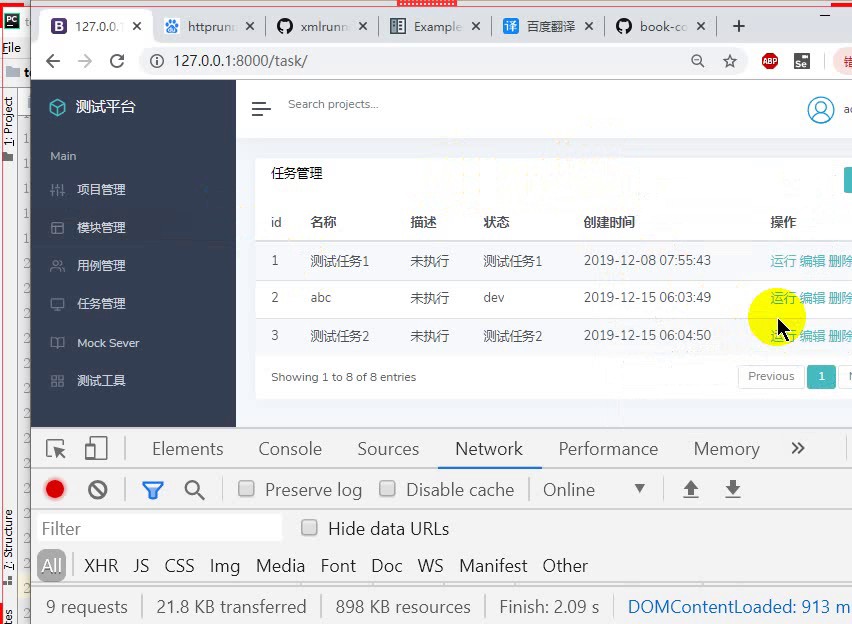 PC
127.0.0.1
httprun
xmlrunn
Example
译 百度翻译
book-co
File
127.0.0.1:8000/task/
ABP
Se
1: Project
测试平台
Search projects...
Main
项目管理
模块管理
用例管理
任务管理
Mock Sever
测试工具
任务管理
id 名称 描述 状态 创建时间 操作
1 测试任务1 未执行 测试任务1 2019-12-08 07:55:43 运行 编辑 删除
2 abc 未执行 dev 2019-12-15 06:03:49 运行 编辑 删除
3 测试任务2 未执行 测试任务2 2019-12-15 06:04:50 运行 编辑 删除
Showing 1 to 8 of 8 entries
Previous 1
Elements Console Sources Network Performance Memory
Preserve log Disable cache Online
Filter Hide data URLs
7: Structure
All XHR JS CSS Img Media Font Doc WS Manifest Other
9 requests 21.8 KB transferred 898 KB resources Finish: 2.09 s DOMContentLoaded: 913 m